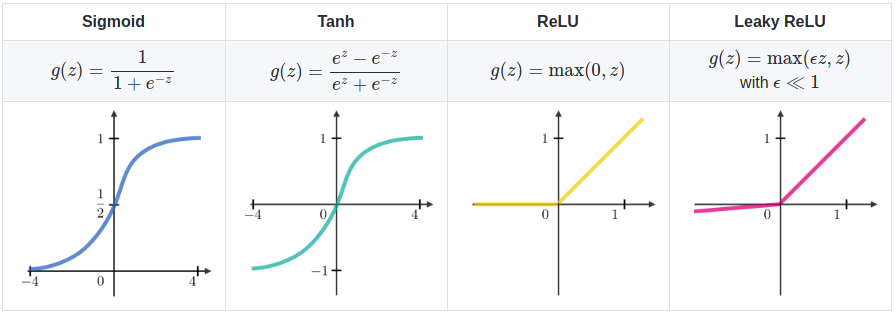 Sigmoid Tanh ReLU Leaky ReLU
g(z) = 1 / (1 + e^{-z})
g(z) = (e^z − e^{-z}) / (e^z + e^{-z})
g(z) = max(0, z)
g(z) = max(ϵz, z)
with ϵ ≪ 1
1
1/2
−4 0 4
1
−4 0 4
−1
1
0 1
1
0 1